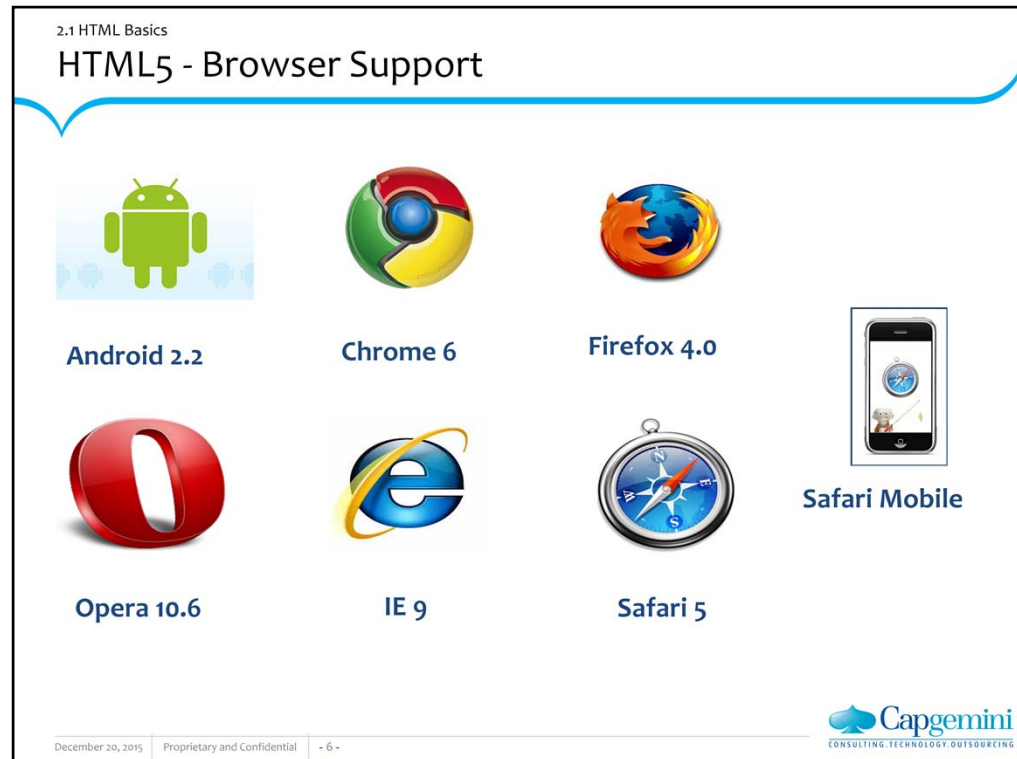 2.1 HTML Basics
HTML5 - Browser Support
Android 2.2
Chrome 6
Firefox 4.0
Safari Mobile
Opera 10.6
IE 9
Safari 5
N
E
S
W
December 20, 2015 Proprietary and Confidential - 6 -
Capgemini
CONSULTING.TECHNOLOGY.OUTSOURCING